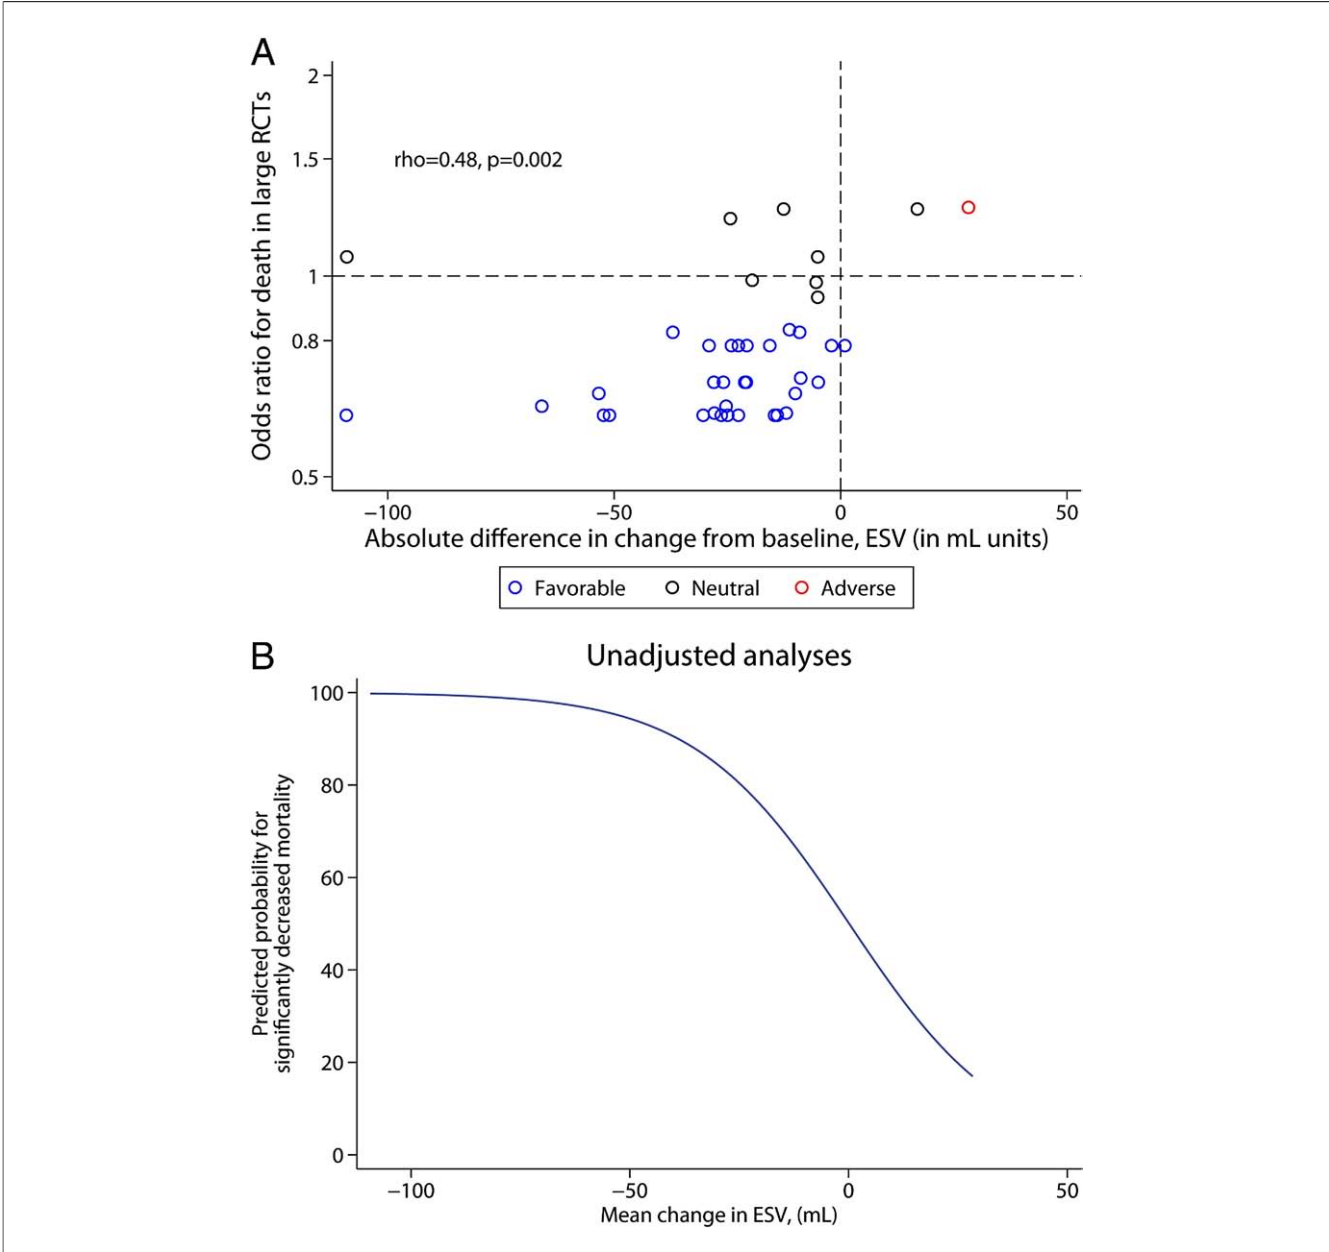 A
Odds ratio for death in large RCTs
2
1.5
1
0.8
0.5
rho=0.48, p=0.002
−100 −50 0 50
Absolute difference in change from baseline, ESV (in mL units)
Favorable Neutral Adverse
B
Unadjusted analyses
Predicted probability for
significantly decreased mortality
100
80
60
40
20
0
−100 −50 0 50
Mean change in ESV, (mL)